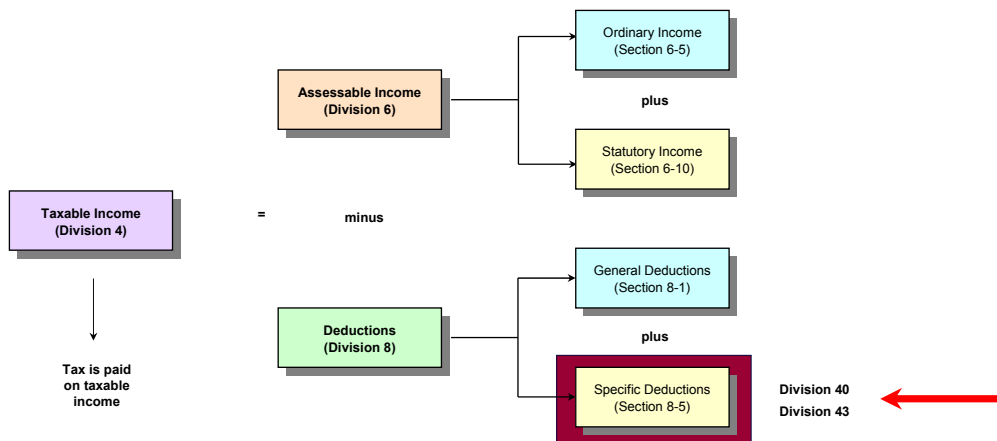 Ordinary Income
(Section 6-5)
Assessable Income
(Division 6)
plus
Statutory Income
(Section 6-10)
Taxable Income
(Division 4)
=
minus
General Deductions
(Section 8-1)
Deductions
(Division 8)
plus
Tax is paid
on taxable
income
Specific Deductions
(Section 8-5)
Division 40
Division 43